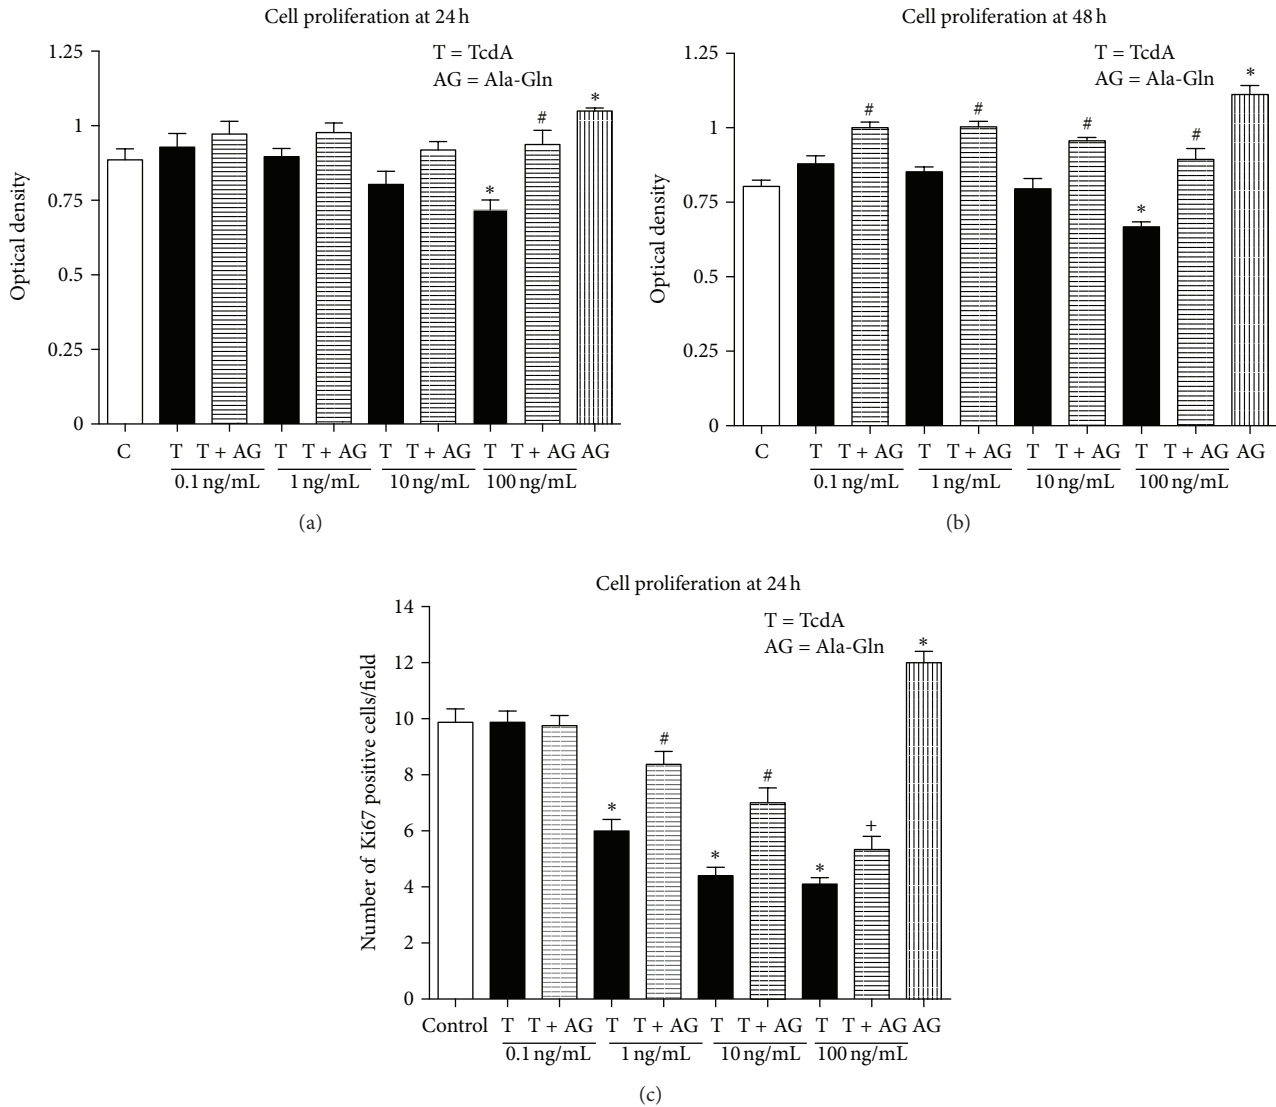 Cell proliferation at 24 h
T = TcdA
AG = Ala-Gln
Optical density
1.25
1
0.75
0.5
0.25
0
*
#
*
C T T + AG T T + AG T T + AG T T + AG AG
0.1 ng/mL 1 ng/mL 10 ng/mL 100 ng/mL
(a)
Cell proliferation at 48 h
T = TcdA
AG = Ala-Gln
Optical density
1.25
1
0.75
0.5
0.25
0
#
#
#
*
#
*
C T T + AG T T + AG T T + AG T T + AG AG
0.1 ng/mL 1 ng/mL 10 ng/mL 100 ng/mL
(b)
Cell proliferation at 24 h
T = TcdA
AG = Ala-Gln
Number of Ki67 positive cells/field
14
12
10
8
6
4
2
0
*
#
*
#
*
+
*
Control T T + AG T T + AG T T + AG T T + AG AG
0.1 ng/mL 1 ng/mL 10 ng/mL 100 ng/mL
(c)